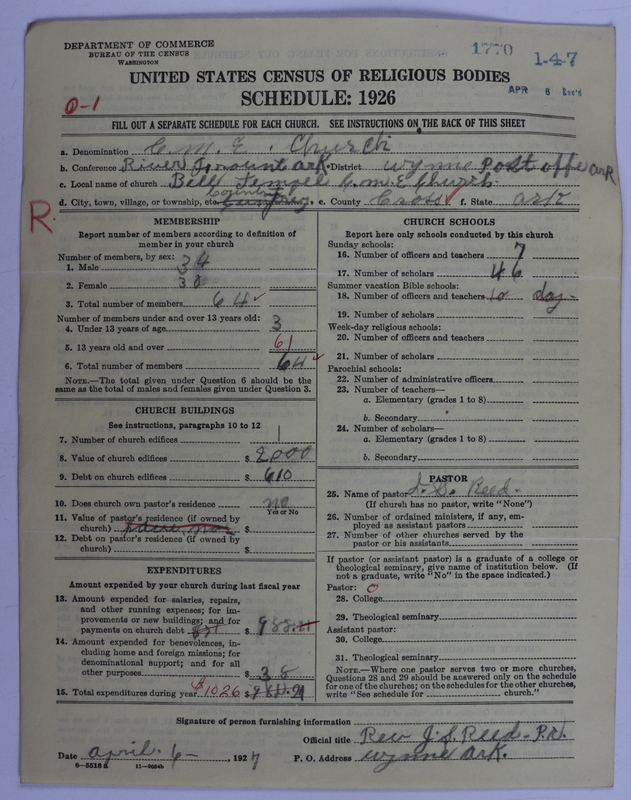 DEPARTMENT OF COMMERCE
BUREAU OF THE CENSUS
WASHINGTON
1770
1-4-7
UNITED STATES CENSUS OF RELIGIOUS BODIES
APR 8 Rec'd
SCHEDULE: 1926
0-1
FILL OUT A SEPARATE SCHEDULE FOR EACH CHURCH. SEE INSTRUCTIONS ON THE BACK OF THIS SHEET
a. Denomination C. M. E. Church
b. Conference River Ark District Wynne Post offe ark
c. Local name of church Bell Tempel C. M. E. Church
d. City, town, village, or township, etc. e. County Cross f. State ark
R.
MEMBERSHIP
Report number of members according to definition of member in your church
Number of members, by sex:
1. Male 34
2. Female 30
3. Total number of members 64
Number of members under and over 13 years old:
4. Under 13 years of age 3
5. 13 years old and over 61
6. Total number of members 64
NOTE.—The total given under Question 6 should be the same as the total of males and females given under Question 3.
CHURCH BUILDINGS
See instructions, paragraphs 10 to 12
7. Number of church edifices 1
8. Value of church edifices $ 2000
9. Debt on church edifices $ 610
10. Does church own pastor's residence no
Yes or No
11. Value of pastor's residence (if owned by church) $
12. Debt on pastor's residence (if owned by church) $
EXPENDITURES
Amount expended by your church during last fiscal year
13. Amount expended for salaries, repairs, and other running expenses; for improvements or new buildings; and for payments on church debt $ 988
14. Amount expended for benevolences, including home and foreign missions; for denominational support; and for all other purposes $ 38
15. Total expenditures during year $1026
CHURCH SCHOOLS
Report here only schools conducted by this church
Sunday schools:
16. Number of officers and teachers 7
17. Number of scholars 46
Summer vacation Bible schools:
18. Number of officers and teachers 10 day
19. Number of scholars
Week-day religious schools:
20. Number of officers and teachers
21. Number of scholars
Parochial schools:
22. Number of administrative officers
23. Number of teachers—
a. Elementary (grades 1 to 8)
b. Secondary
24. Number of scholars—
a. Elementary (grades 1 to 8)
b. Secondary
PASTOR
25. Name of pastor J. S. Reed
(If church has no pastor, write "None")
26. Number of ordained ministers, if any, employed as assistant pastors
27. Number of other churches served by the pastor or his assistants
If pastor (or assistant pastor) is a graduate of a college or theological seminary, give name of institution below. (If not a graduate, write "No" in the space indicated.)
Pastor: 0
28. College
29. Theological seminary
Assistant pastor:
30. College
31. Theological seminary
NOTE.—Where one pastor serves two or more churches, Questions 28 and 29 should be answered only on the schedule for one of the churches; on the schedules for the other churches, write "See schedule for church."
Signature of person furnishing information
Official title Rev J. S. Reed
Date april 6 - , 1927 P. O. Address Wynne ark.
6-5518a 11-9024b